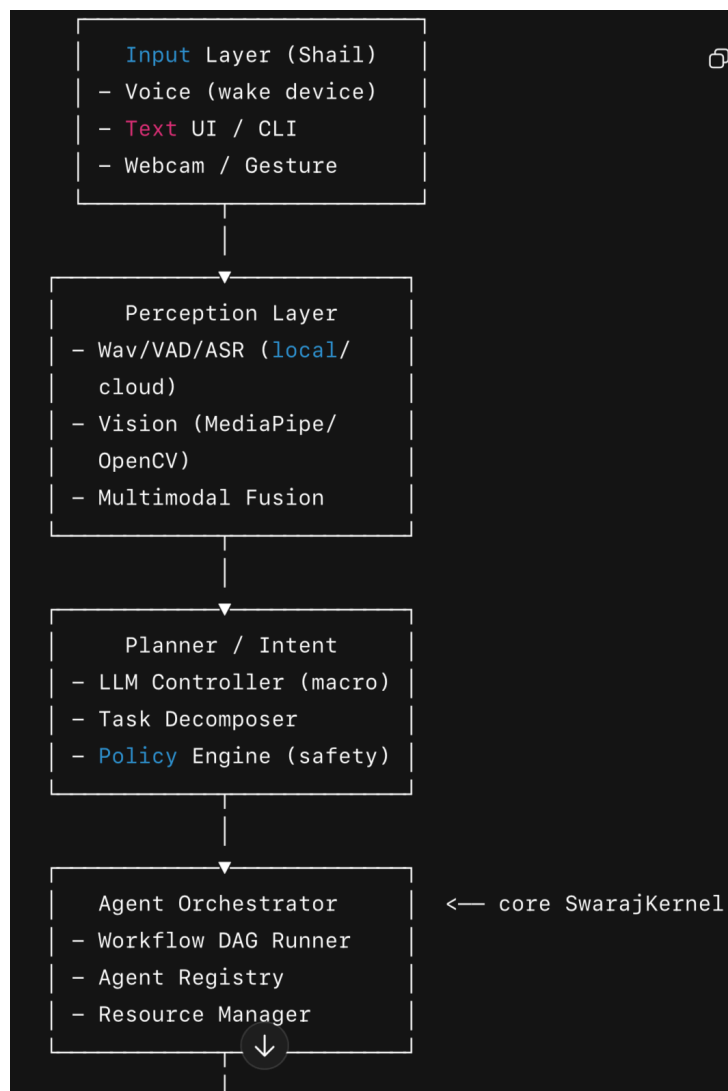 Input Layer (Shail)
– Voice (wake device)
– Text UI / CLI
– Webcam / Gesture
Perception Layer
– Wav/VAD/ASR (local/
cloud)
– Vision (MediaPipe/
OpenCV)
– Multimodal Fusion
Planner / Intent
– LLM Controller (macro)
– Task Decomposer
– Policy Engine (safety)
Agent Orchestrator <—— core SwarajKernel
– Workflow DAG Runner
– Agent Registry
– Resource Manager